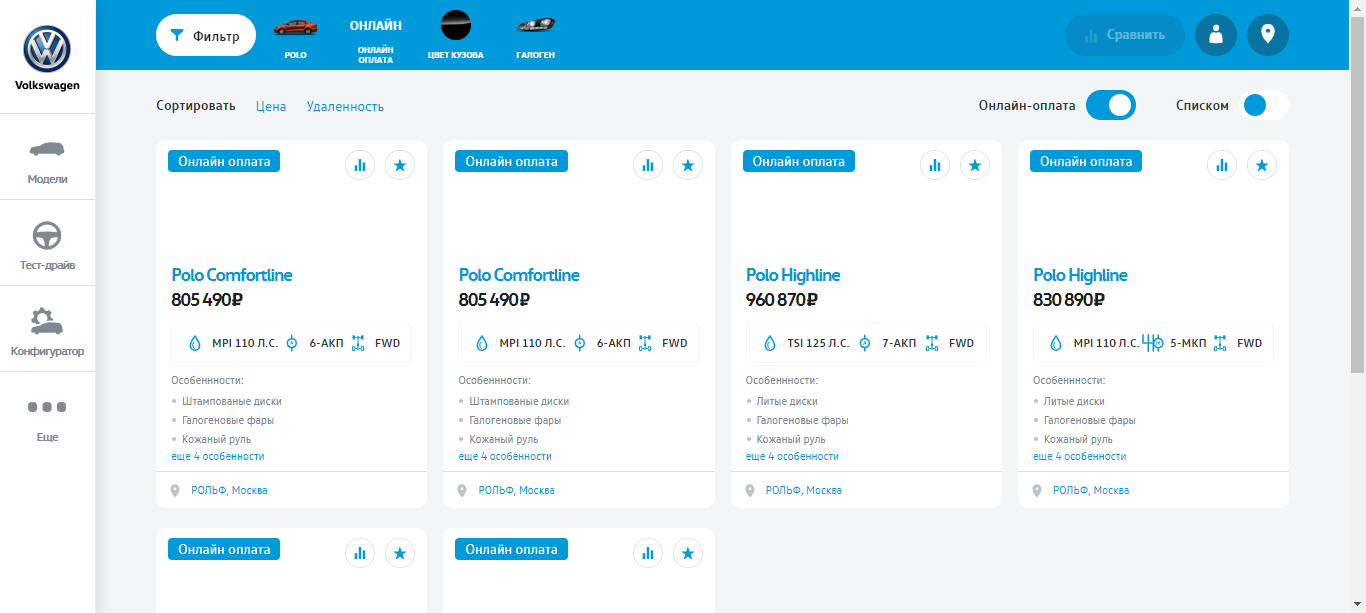 Volkswagen
Модели
Тест-драйв
Конфигуратор
Еще
Фильтр
POLO
ОНЛАЙН
ОНЛАЙН
ОПЛАТА
ЦВЕТ КУЗОВА
ГАЛОГЕН
Сравнить
Сортировать Цена Удаленность
Онлайн-оплата
Списком
Онлайн оплата
Polo Comfortline
805 490₽
MPI 110 Л.С. 6-АКП FWD
Особеннности:
Штампованые диски
Галогеновые фары
Кожаный руль
еще 4 особенности
РОЛЬФ, Москва
Онлайн оплата
Polo Comfortline
805 490₽
MPI 110 Л.С. 6-АКП FWD
Особеннности:
Штампованые диски
Галогеновые фары
Кожаный руль
еще 4 особенности
РОЛЬФ, Москва
Онлайн оплата
Polo Highline
960 870₽
TSI 125 Л.С. 7-АКП FWD
Особеннности:
Литые диски
Галогеновые фары
Кожаный руль
еще 4 особенности
РОЛЬФ, Москва
Онлайн оплата
Polo Highline
830 890₽
MPI 110 Л.С. 5-МКП FWD
Особеннности:
Литые диски
Галогеновые фары
Кожаный руль
еще 4 особенности
РОЛЬФ, Москва
Онлайн оплата
Онлайн оплата